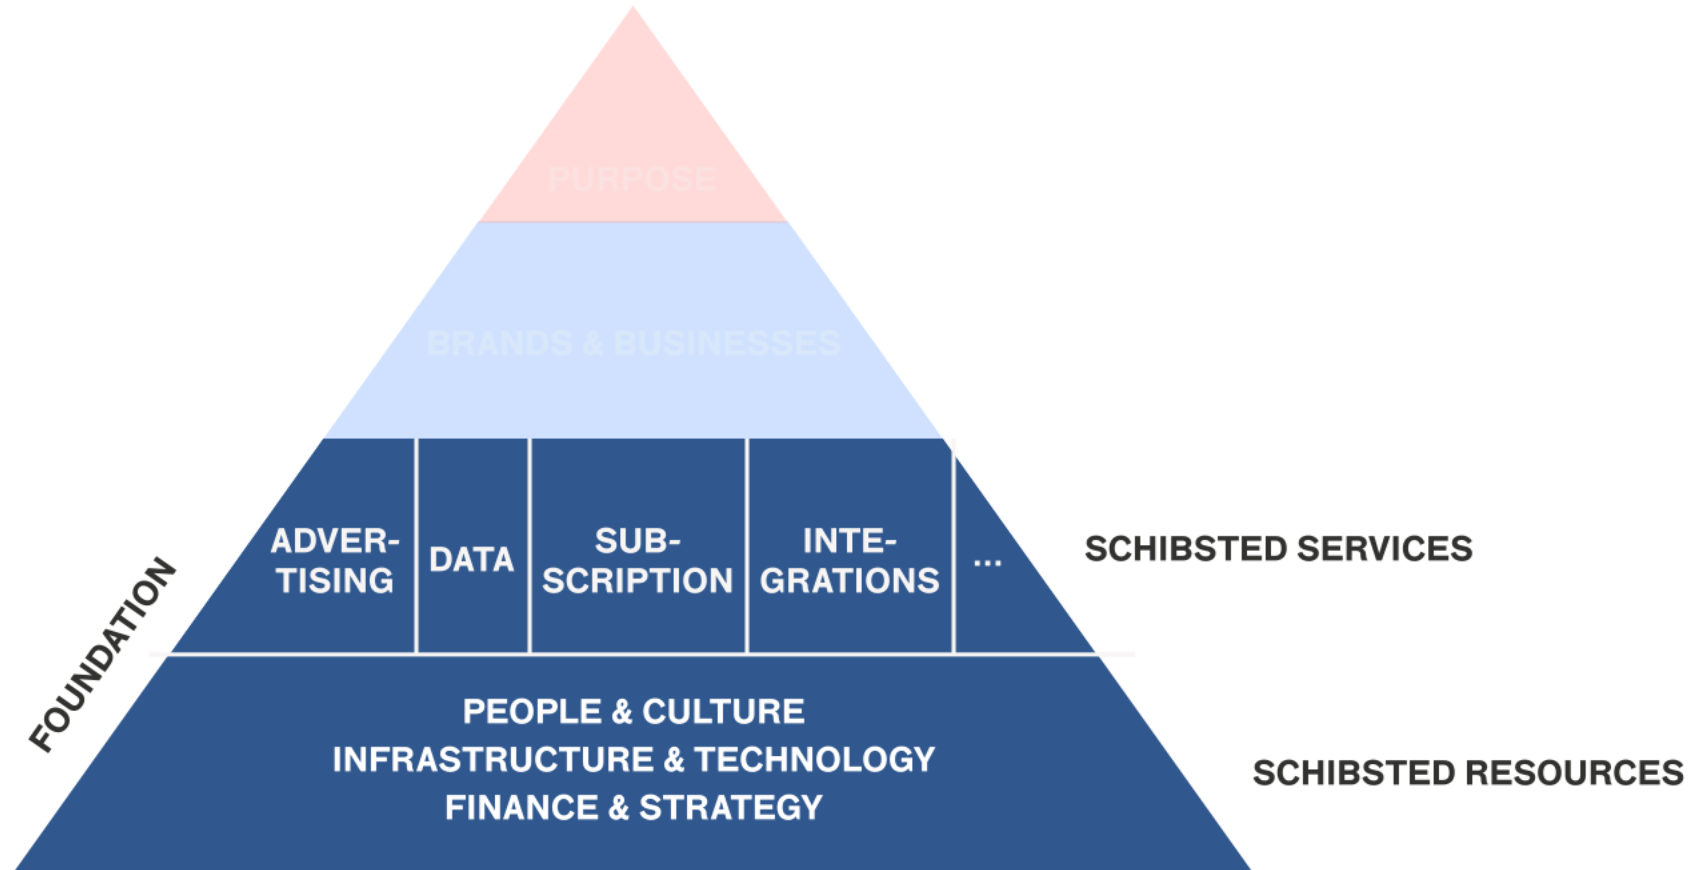 PURPOSE
BRANDS & BUSINESSES
ADVER-
TISING
DATA
SUB-
SCRIPTION
INTE-
GRATIONS
...
SCHIBSTED SERVICES
FOUNDATION
PEOPLE & CULTURE
INFRASTRUCTURE & TECHNOLOGY
FINANCE & STRATEGY
SCHIBSTED RESOURCES